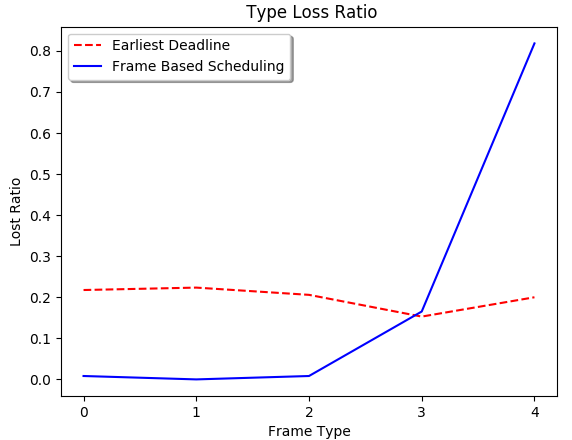 Type Loss Ratio
Earliest Deadline
Frame Based Scheduling
Lost Ratio
0.8
0.7
0.6
0.5
0.4
0.3
0.2
0.1
0.0
0 1 2 3 4
Frame Type